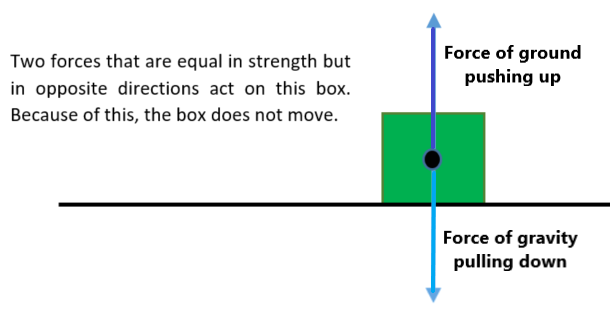 Two forces that are equal in strength but
in opposite directions act on this box.
Because of this, the box does not move.
Force of ground
pushing up
Force of gravity
pulling down